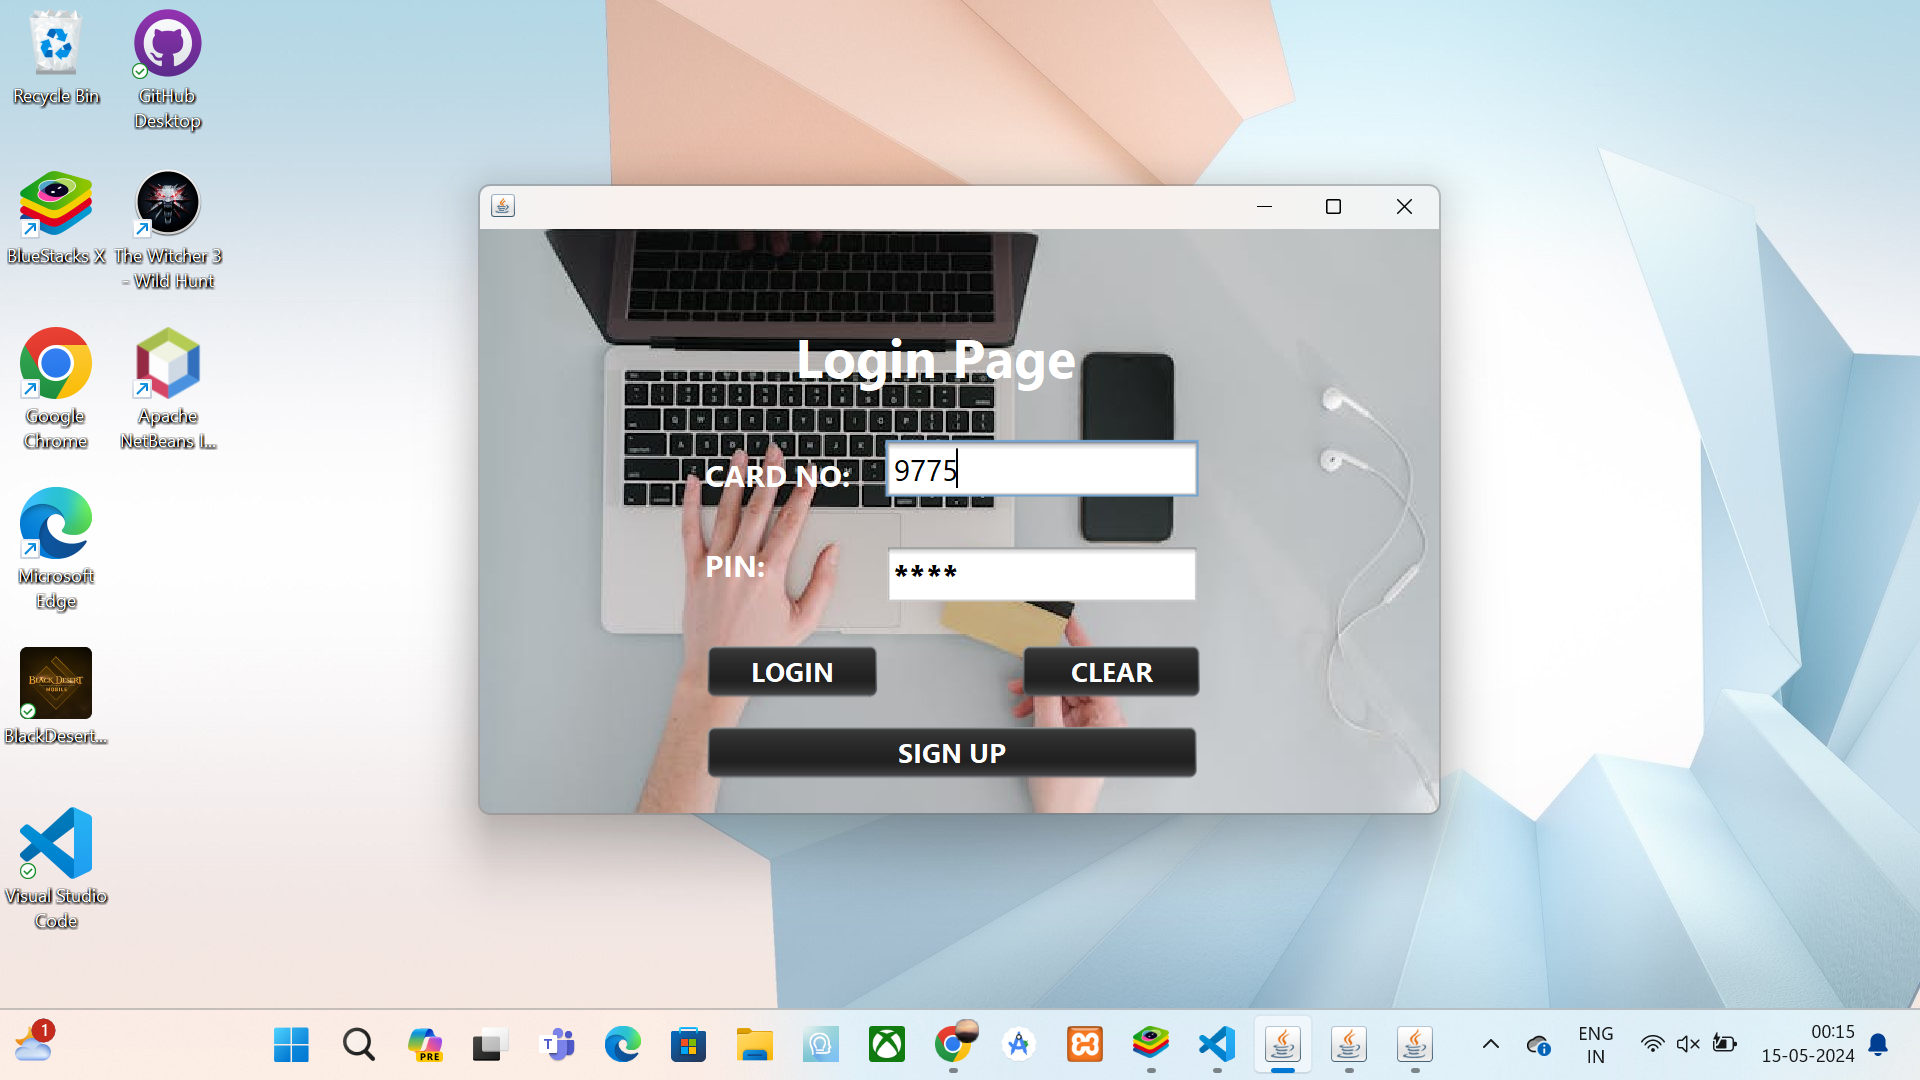 Recycle Bin
GitHub
Desktop
BlueStacks X
The Witcher 3
- Wild Hunt
Google
Chrome
Apache
NetBeans I...
Microsoft
Edge
BLACK DESERT
MOBILE
BlackDesert...
Visual Studio
Code
Login Page
CARD NO:
9775
PIN:
****
LOGIN
CLEAR
SIGN UP
1
PRE
T
ENG
IN
00:15
15-05-2024